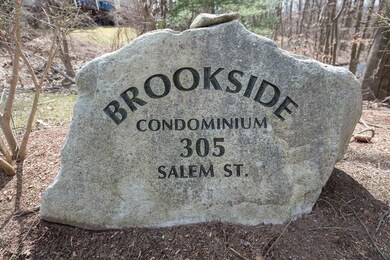 BROOKSIDE
CONDOMINIUM
305
SALEM ST.